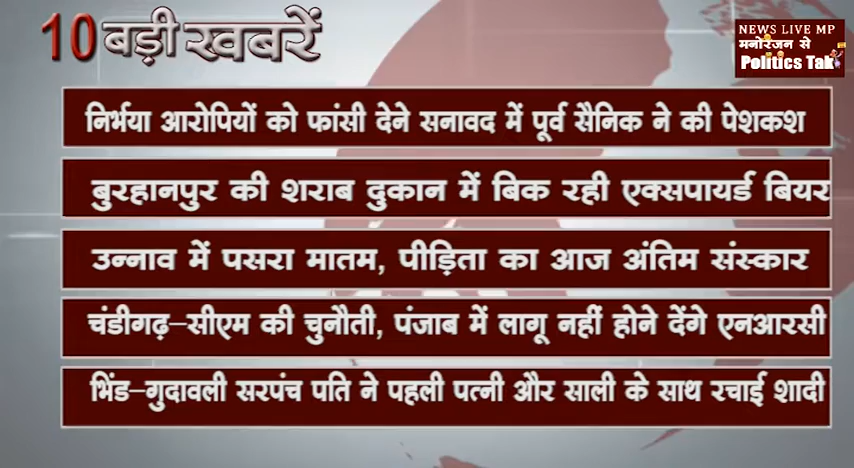 10 बड़ी खबरें
NEWS LIVE MP
मनोरंजन से
Politics Tak
निर्भया आरोपियों को फांसी देने सनावद में पूर्व सैनिक ने की पेशकश
बुरहानपुर की शराब दुकान में बिक रही एक्सपायर्ड बियर
उन्नाव में पसरा मातम, पीड़िता का आज अंतिम संस्कार
चंडीगढ़–सीएम की चुनौती, पंजाब में लागू नहीं होने देंगे एनआरसी
भिंड–गुदावली सरपंच पति ने पहली पत्नी और साली के साथ रचाई शादी